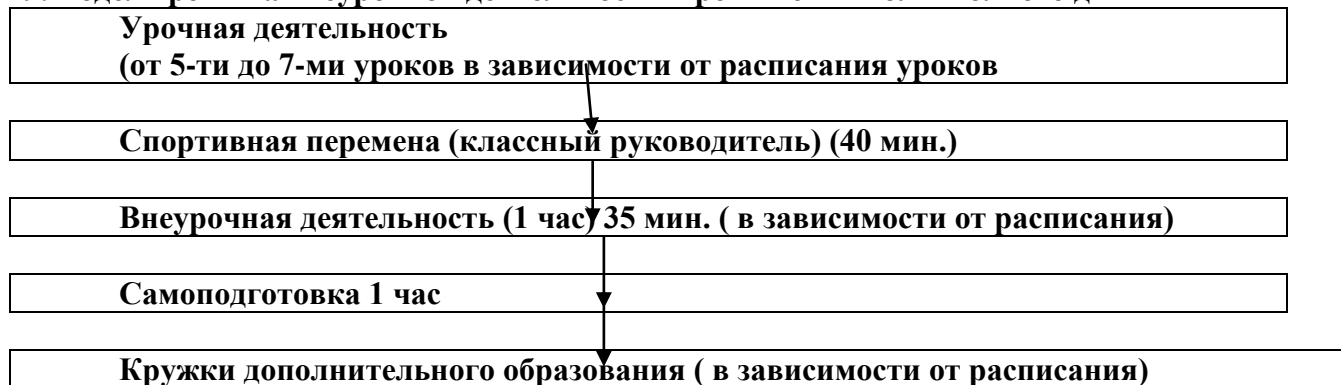 Урочная деятельность
(от 5-ти до 7-ми уроков в зависимости от расписания уроков
Спортивная перемена (классный руководитель) (40 мин.)
Внеурочная деятельность (1 час) 35 мин. ( в зависимости от расписания)
Самоподготовка 1 час
Кружки дополнительного образования ( в зависимости от расписания)